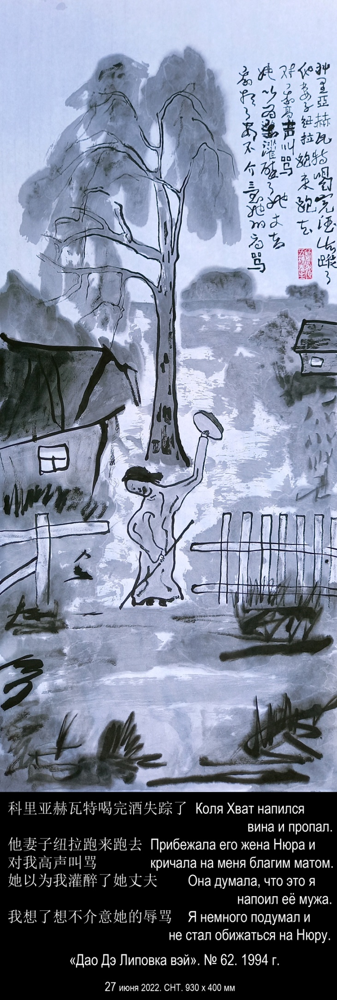 科里亞赫瓦特喝完酒失蹤了
他妻子纽拉跑来跑去
对我高声叫骂
她以为我灌醉了她丈夫
我想了想不介意她的辱骂
科里亚赫瓦特喝完酒失踪了 Коля Хват напился
вина и пропал.
他妻子纽拉跑来跑去 Прибежала его жена Нюра и
对我高声叫骂 кричала на меня благим матом.
她以为我灌醉了她丈夫 Она думала, что это я
напоил её мужа.
我想了想不介意她的辱骂 Я немного подумал и
не стал обижаться на Нюру.
«Дао Дэ Липовка вэй». № 62. 1994 г.
27 июня 2022. СНТ. 930 х 400 мм